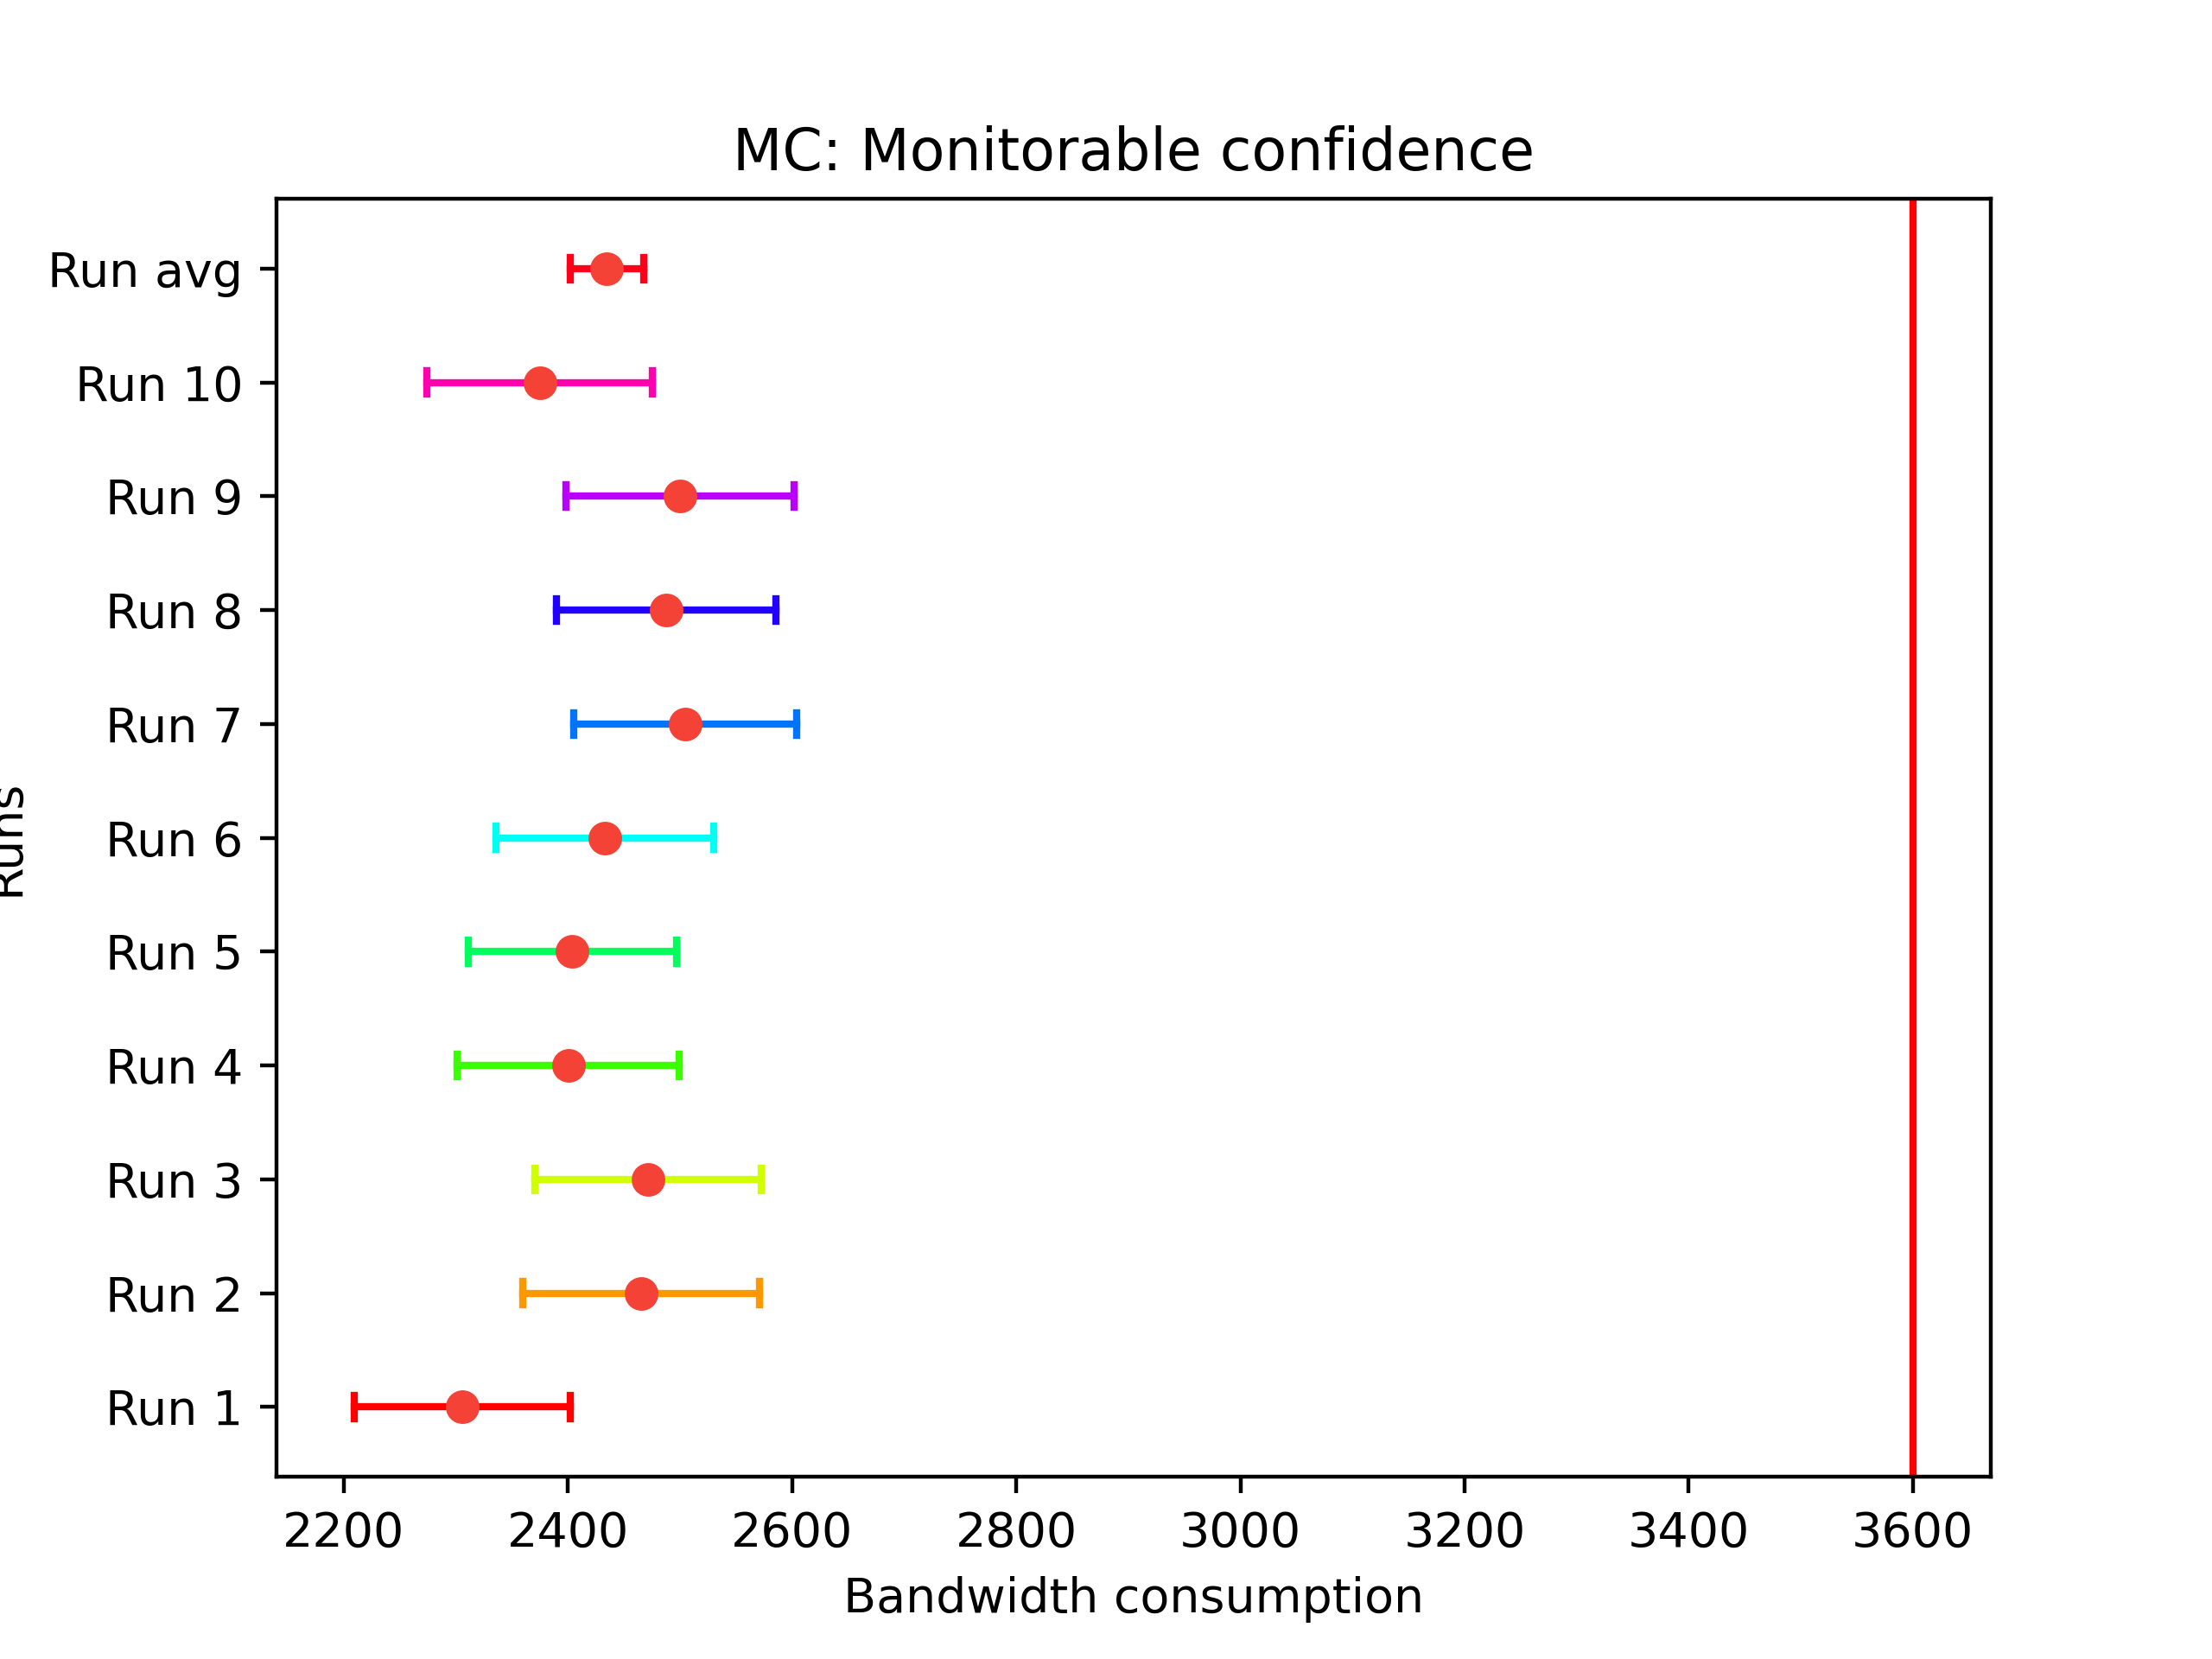 MC: Monitorable confidence
Run avg
Run 10
Run 9
Run 8
Run 7
Run 6
Run 5
Run 4
Run 3
Run 2
Run 1
Runs
2200 2400 2600 2800 3000 3200 3400 3600
Bandwidth consumption